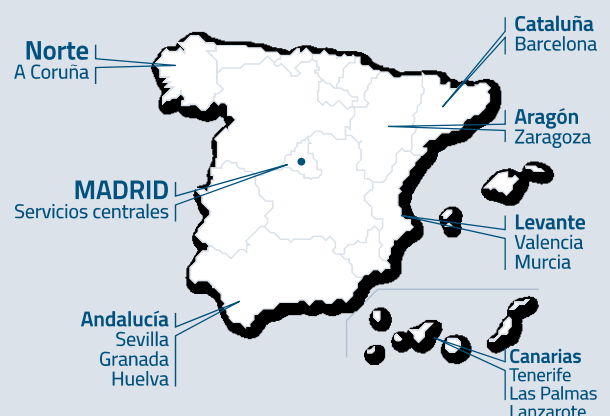 Norte
A Coruña
MADRID
Servicios centrales
Andalucía
Sevilla
Granada
Huelva
Cataluña
Barcelona
Aragón
Zaragoza
Levante
Valencia
Murcia
Canarias
Tenerife
Las Palmas
Lanzarote